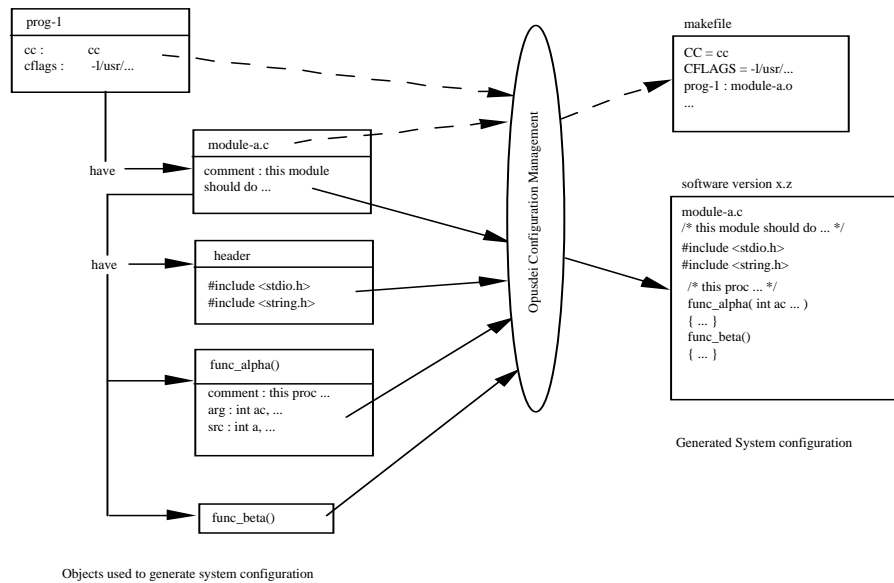 prog-1
cc : cc
cflags : -l/usr/...
have
module-a.c
comment : this module
should do ...
have
header
#include <stdio.h>
#include <string.h>
func_alpha()
comment : this proc ...
arg : int ac, ...
src : int a, ...
func_beta()
Objects used to generate system configuration
Opusdei Configuration Management
makefile
CC = cc
CFLAGS = -l/usr/...
prog-1 : module-a.o
...
software version x.z
module-a.c
/* this module should do ... */
#include <stdio.h>
#include <string.h>
/* this proc ... */
func_alpha( int ac ... )
{ ... }
func_beta()
{ ... }
Generated System configuration